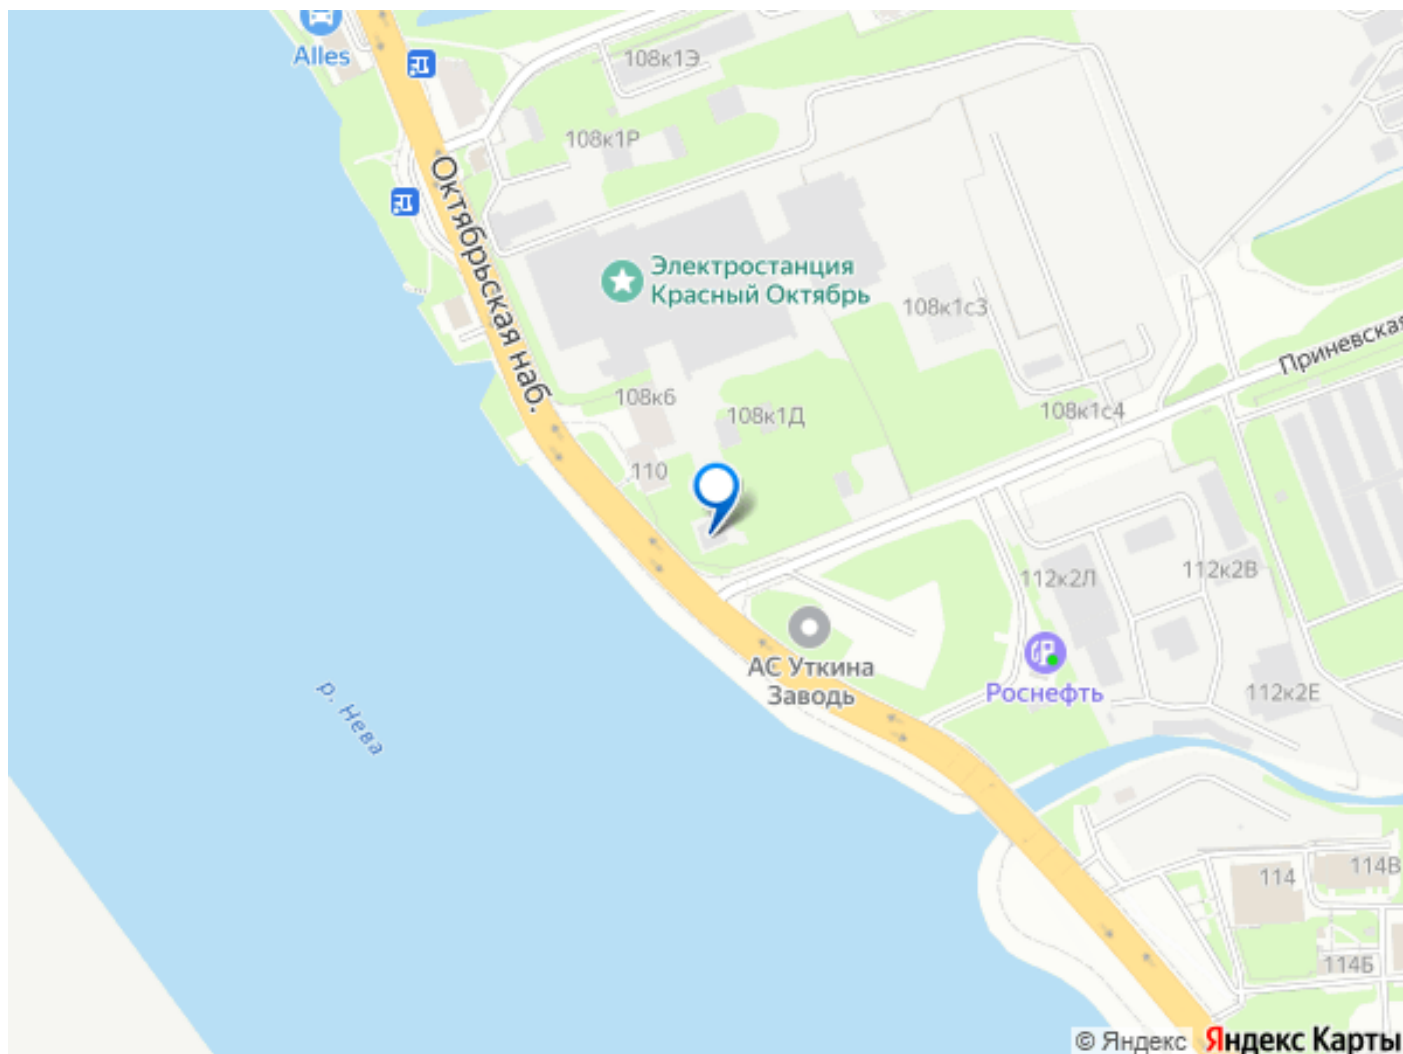 Alles
108к1Э
108к1Р
Октябрьская наб.
Электростанция
Красный Октябрь
108к1с3
Приневская
108к6
108к1Д
108к1с4
110
112к2Л
112к2В
АС Уткина
Заводь
Роснефть
112к2Е
р. Нева
114
114В
114Б
© Яндекс Яндекс Карты